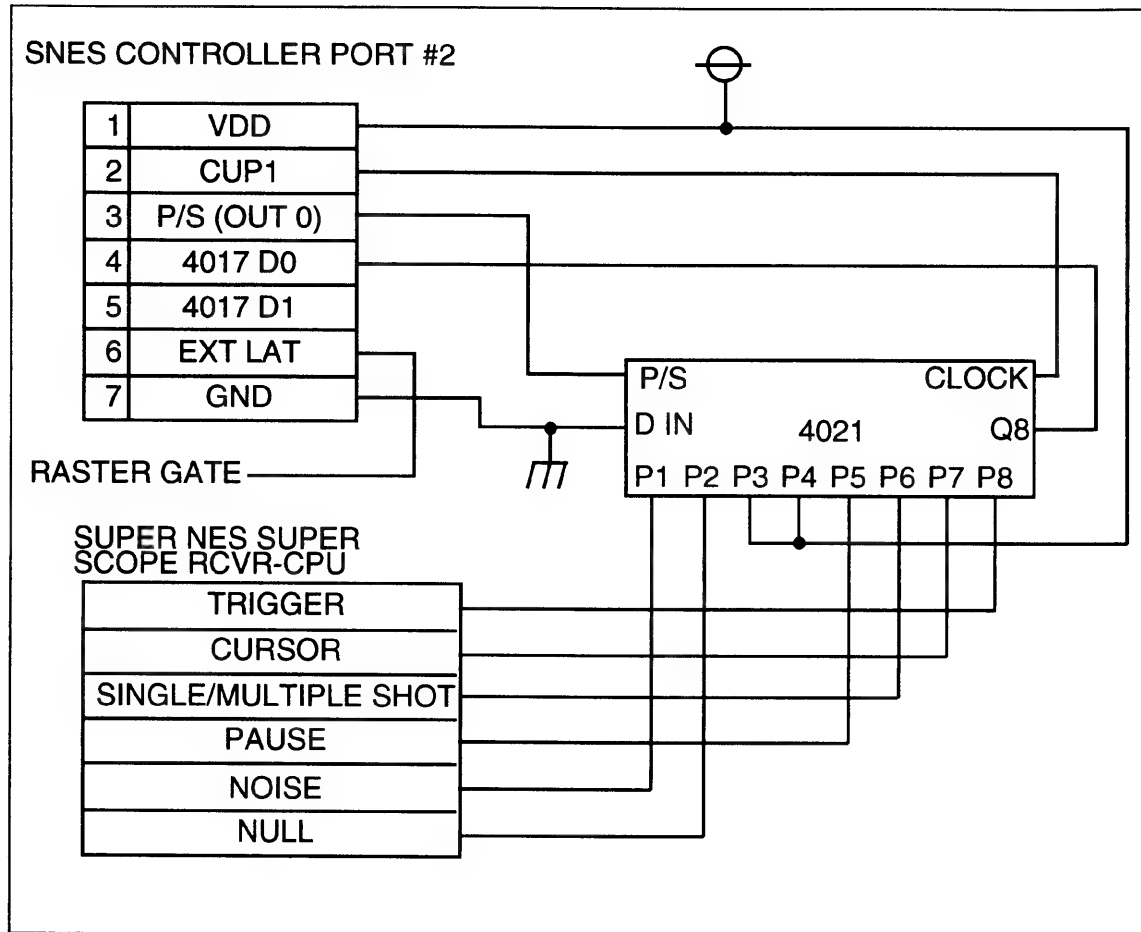 SNES CONTROLLER PORT #2
1 VDD
2 CUP1
3 P/S (OUT 0)
4 4017 D0
5 4017 D1
6 EXT LAT
7 GND
P/S CLOCK
D IN 4021 Q8
P1 P2 P3 P4 P5 P6 P7 P8
RASTER GATE
SUPER NES SUPER
SCOPE RCVR-CPU
TRIGGER
CURSOR
SINGLE/MULTIPLE SHOT
PAUSE
NOISE
NULL